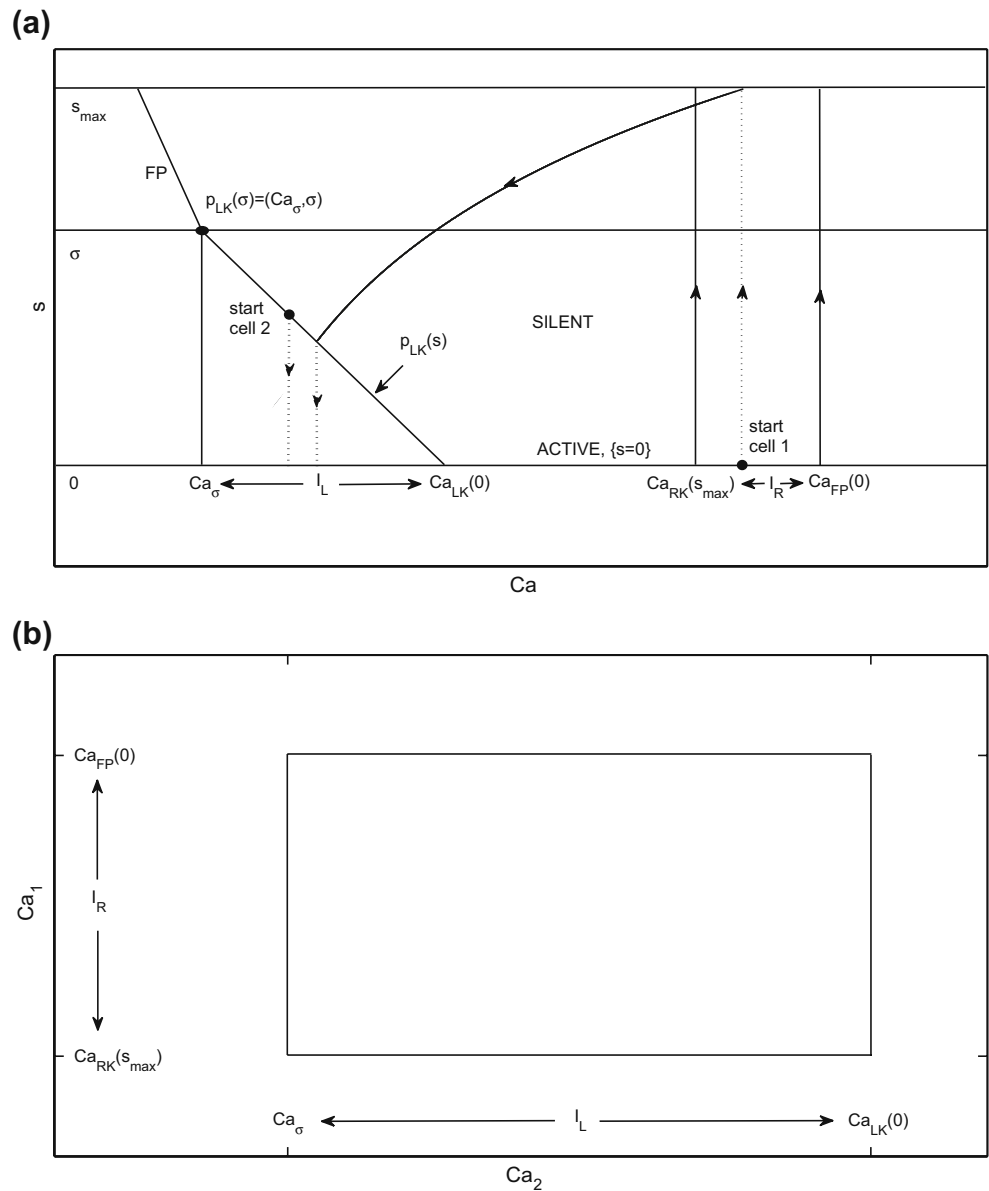 (a)
s_max
FP
p_LK(σ)=(Ca_σ,σ)
σ
start
cell 2
s
SILENT
p_LK(s)
start
cell 1
ACTIVE, {s=0}
0 Ca_σ I_L Ca_LK(0) Ca_RK(s_max) I_R Ca_FP(0)
Ca
(b)
Ca_FP(0)
I_R
Ca_1
Ca_RK(s_max)
Ca_σ I_L Ca_LK(0)
Ca_2